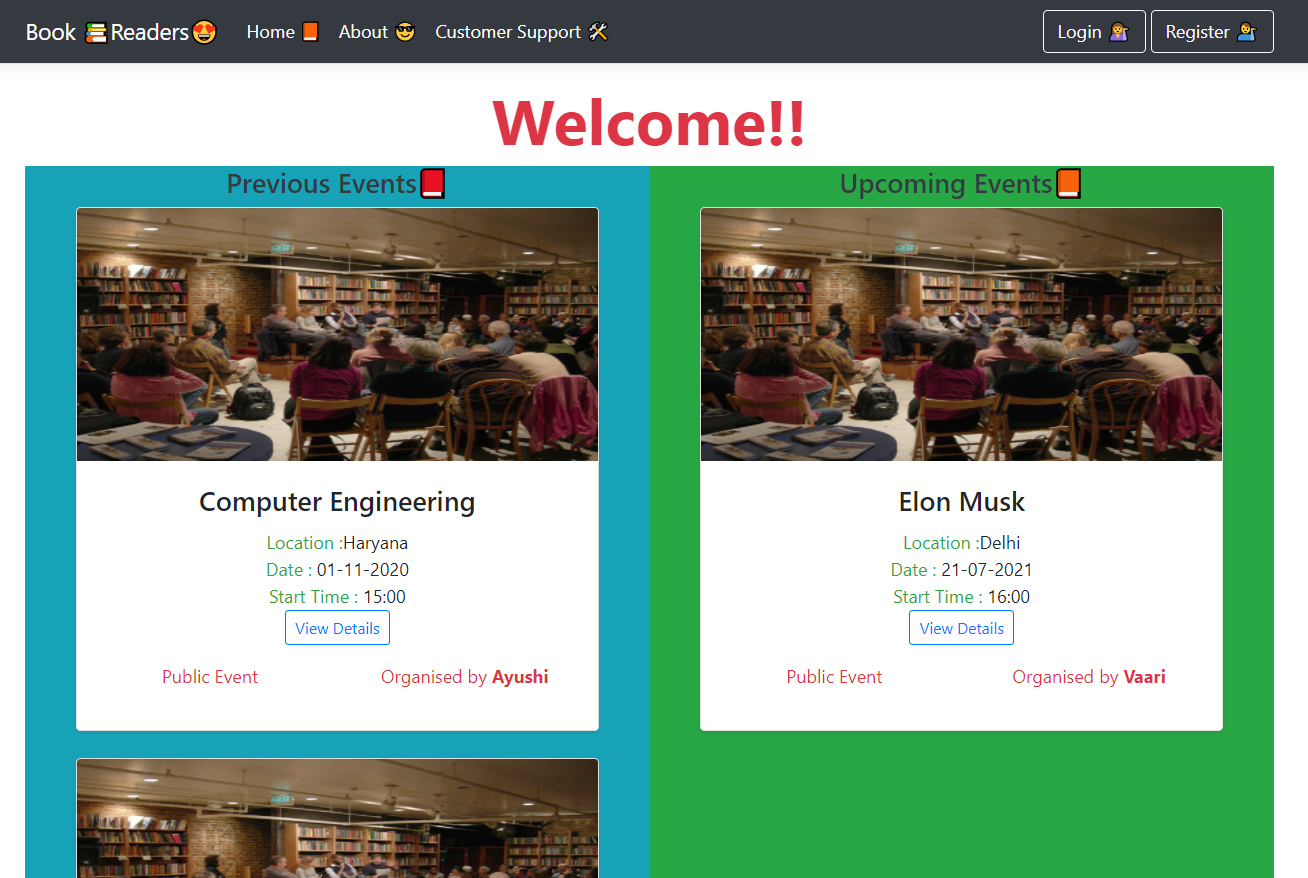 Book 📚Readers😍 Home 📙 About 😎 Customer Support 🛠 Login 💁‍♀️ Register 💁‍♂️
Welcome!!
Previous Events📕
Computer Engineering
Location :Haryana
Date : 01-11-2020
Start Time : 15:00
View Details
Public Event Organised by Ayushi
Upcoming Events📙
Elon Musk
Location :Delhi
Date : 21-07-2021
Start Time : 16:00
View Details
Public Event Organised by Vaari